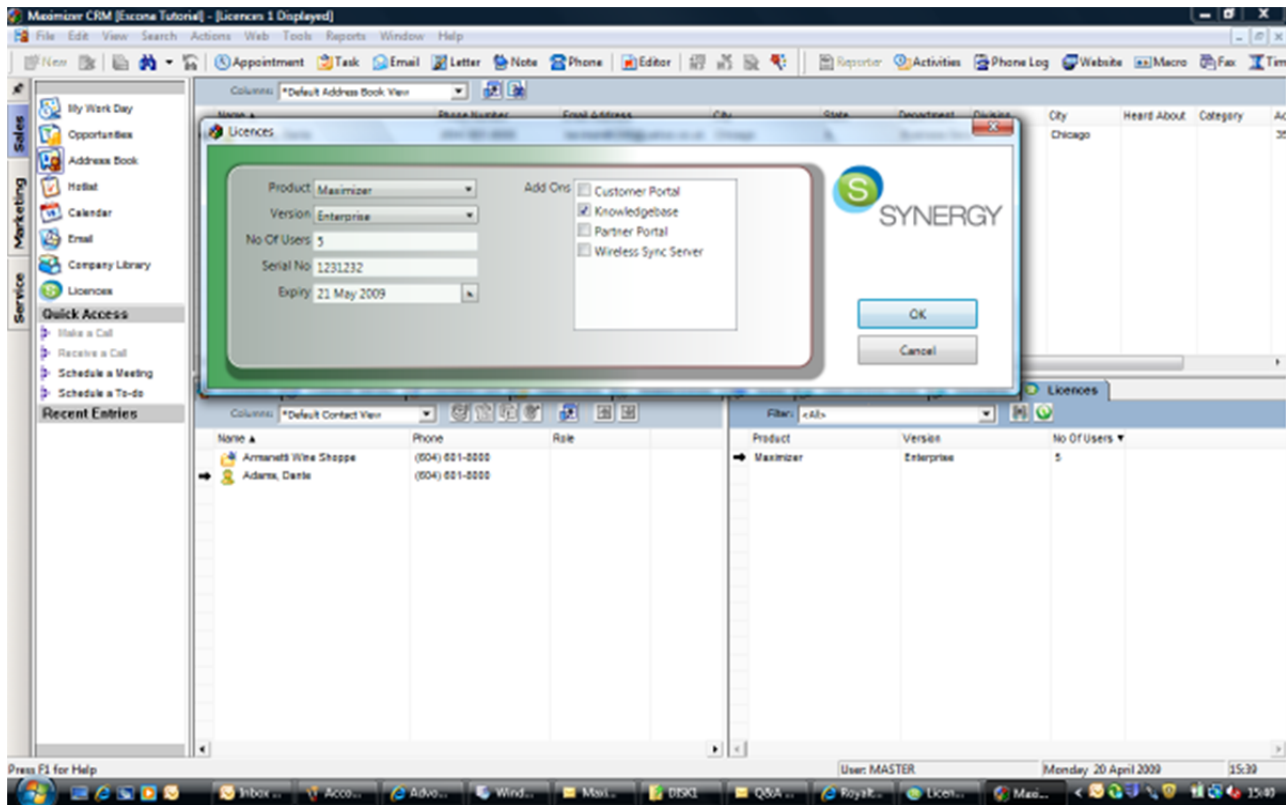 Maximizer CRM [Escona Tutorial] - [Licences 1 Displayed]
File Edit View Search Actions Web Tools Reports Window Help
New Appointment Task Email Letter Note Phone Editor Reporter Activities Phone Log Website Macro Fax Tim
Columns: *Default Address Book View
Name Phone Number Email Address City State Department Division City Heard About Category Ac
Chicago
Sales
Marketing
Service
My Work Day
Opportunities
Address Book
Hotlist
Calendar
Email
Company Library
Licences
Quick Access
Make a Call
Receive a Call
Schedule a Meeting
Schedule a To-do
Recent Entries
Licences
Product Maximizer
Version Enterprise
No Of Users 5
Serial No 1231232
Expiry 21 May 2009
Add Ons
Customer Portal
Knowledgebase
Partner Portal
Wireless Sync Server
S SYNERGY
OK
Cancel
Columns: *Default Contact View
Name Phone Role
Armanetti Wine Shoppe (604) 601-8000
Adams, Dante (604) 601-8000
Licences
Filter: <All>
Product Version No Of Users
Maximizer Enterprise 5
Press F1 for Help
User: MASTER Monday 20 April 2009 15:39
Inbox ... Acco... Advo... Wind... Maxi... DISK1 Q&A ... Royalt... Licen... Maxi... 15:40